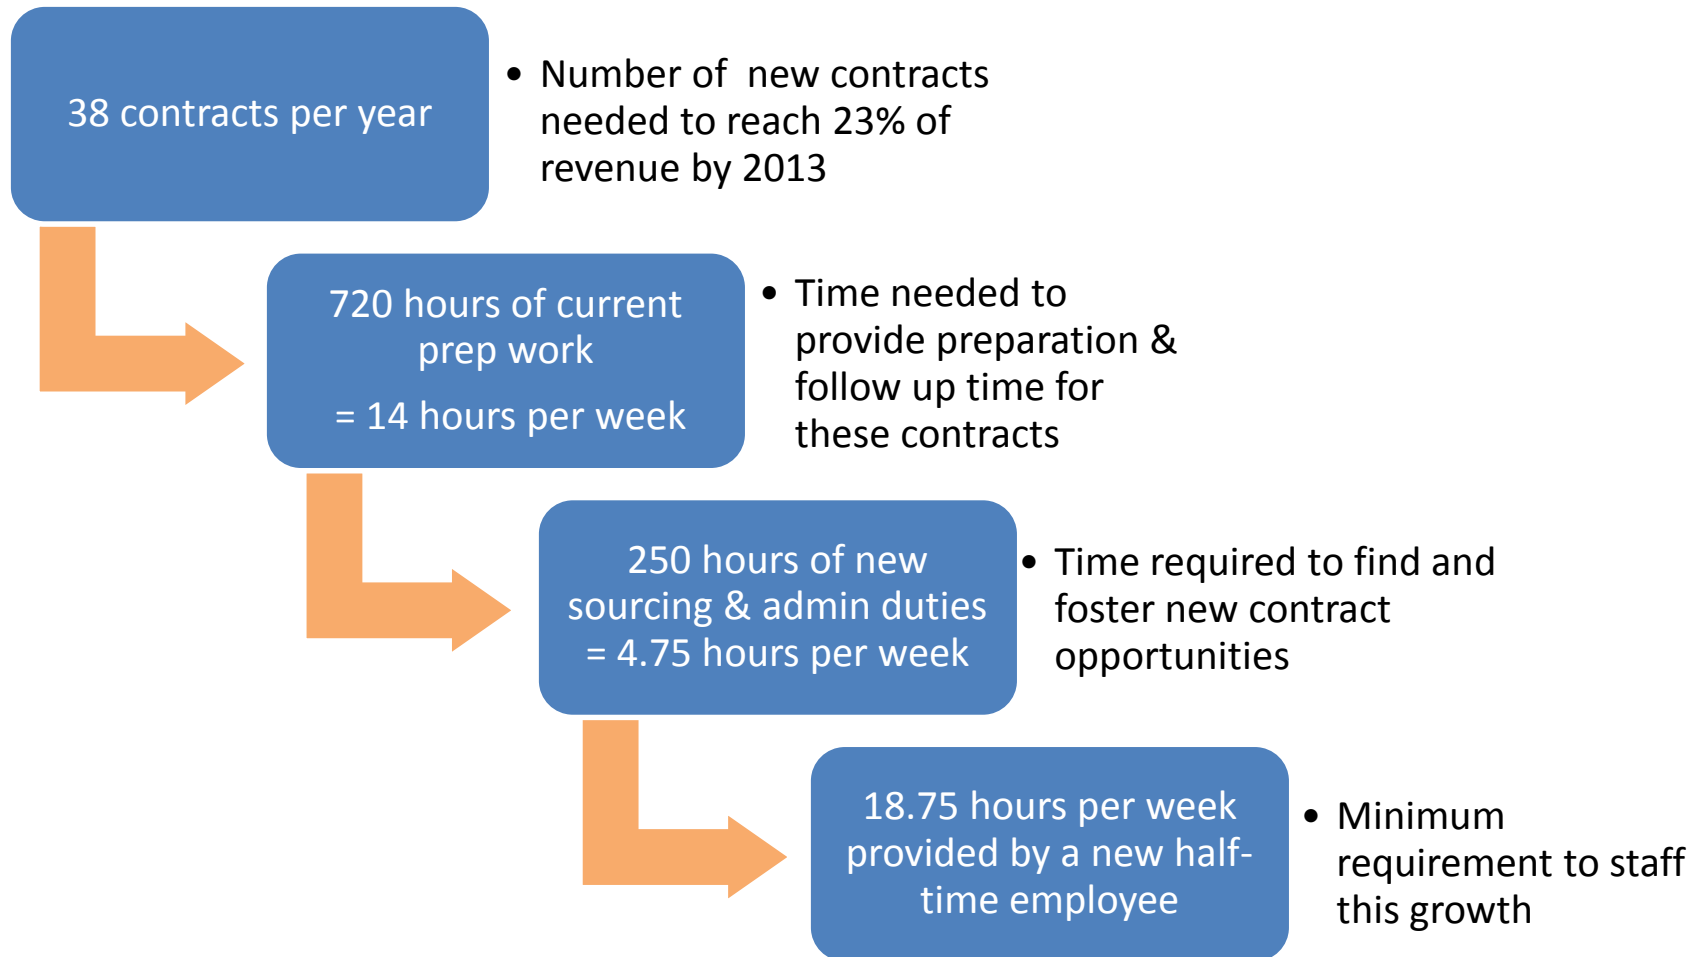 38 contracts per year
• Number of new contracts
needed to reach 23% of
revenue by 2013
720 hours of current
prep work
= 14 hours per week
• Time needed to
provide preparation &
follow up time for
these contracts
250 hours of new
sourcing & admin duties
= 4.75 hours per week
• Time required to find and
foster new contract
opportunities
18.75 hours per week
provided by a new half-
time employee
• Minimum
requirement to staff
this growth